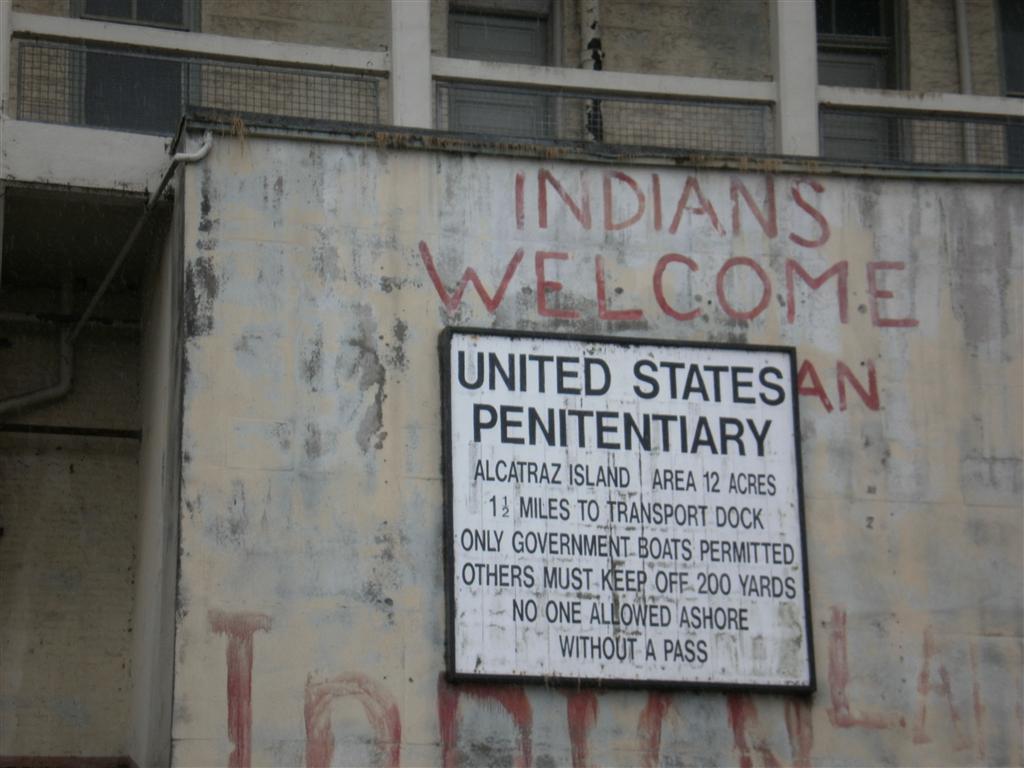 INDIANS
WELCOME
AN
UNITED STATES
PENITENTIARY
ALCATRAZ ISLAND AREA 12 ACRES
1½ MILES TO TRANSPORT DOCK
ONLY GOVERNMENT BOATS PERMITTED
OTHERS MUST KEEP OFF 200 YARDS
NO ONE ALLOWED ASHORE
WITHOUT A PASS